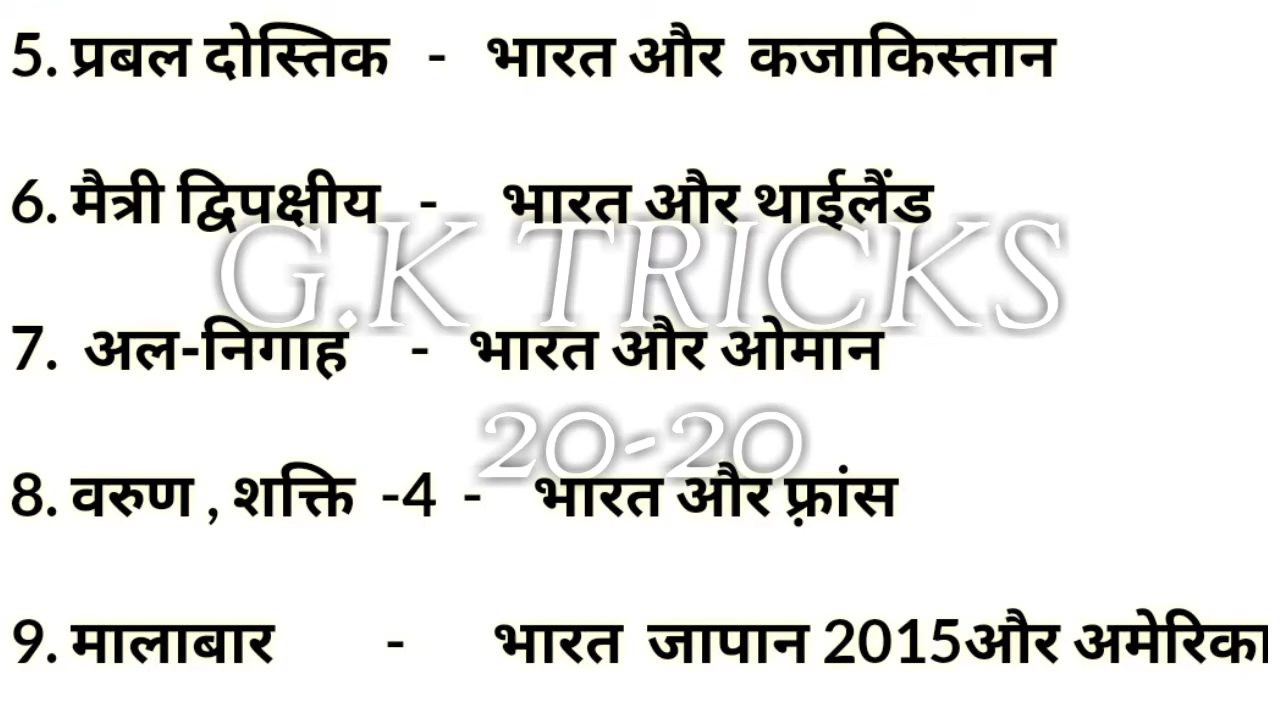 5. प्रबल दोस्तिक - भारत और कजाकिस्तान
6. मैत्री द्विपक्षीय - भारत और थाईलैंड
G.K TRICKS
7. अल-निगाह - भारत और ओमान
20-20
8. वरुण , शक्ति -4 - भारत और फ़्रांस
9. मालाबार - भारत जापान 2015और अमेरिका